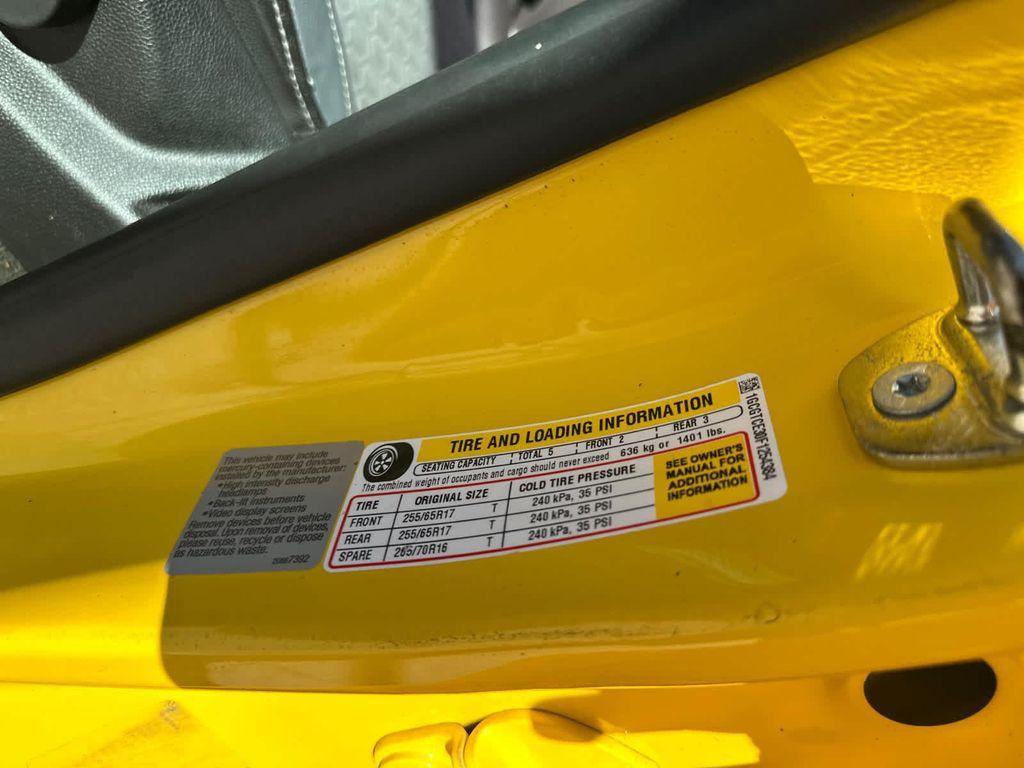 This vehicle may include
mercury-containing devices
installed by the manufacturer:
•High intensity discharge
headlamps
•Back-lit instruments
•Video display screens
Remove devices before vehicle
disposal. Upon removal of devices,
please reuse, recycle or dispose
as hazardous waste.
TIRE AND LOADING INFORMATION
SEATING CAPACITY TOTAL 5 FRONT 2 REAR 3
The combined weight of occupants and cargo should never exceed 636 kg or 1401 lbs.
TIRE ORIGINAL SIZE COLD TIRE PRESSURE
FRONT 255/65R17 T 240 kPa, 35 PSI
REAR 255/65R17 T 240 kPa, 35 PSI
SPARE 265/70R16 T 240 kPa, 35 PSI
SEE OWNER'S
MANUAL FOR
ADDITIONAL
INFORMATION